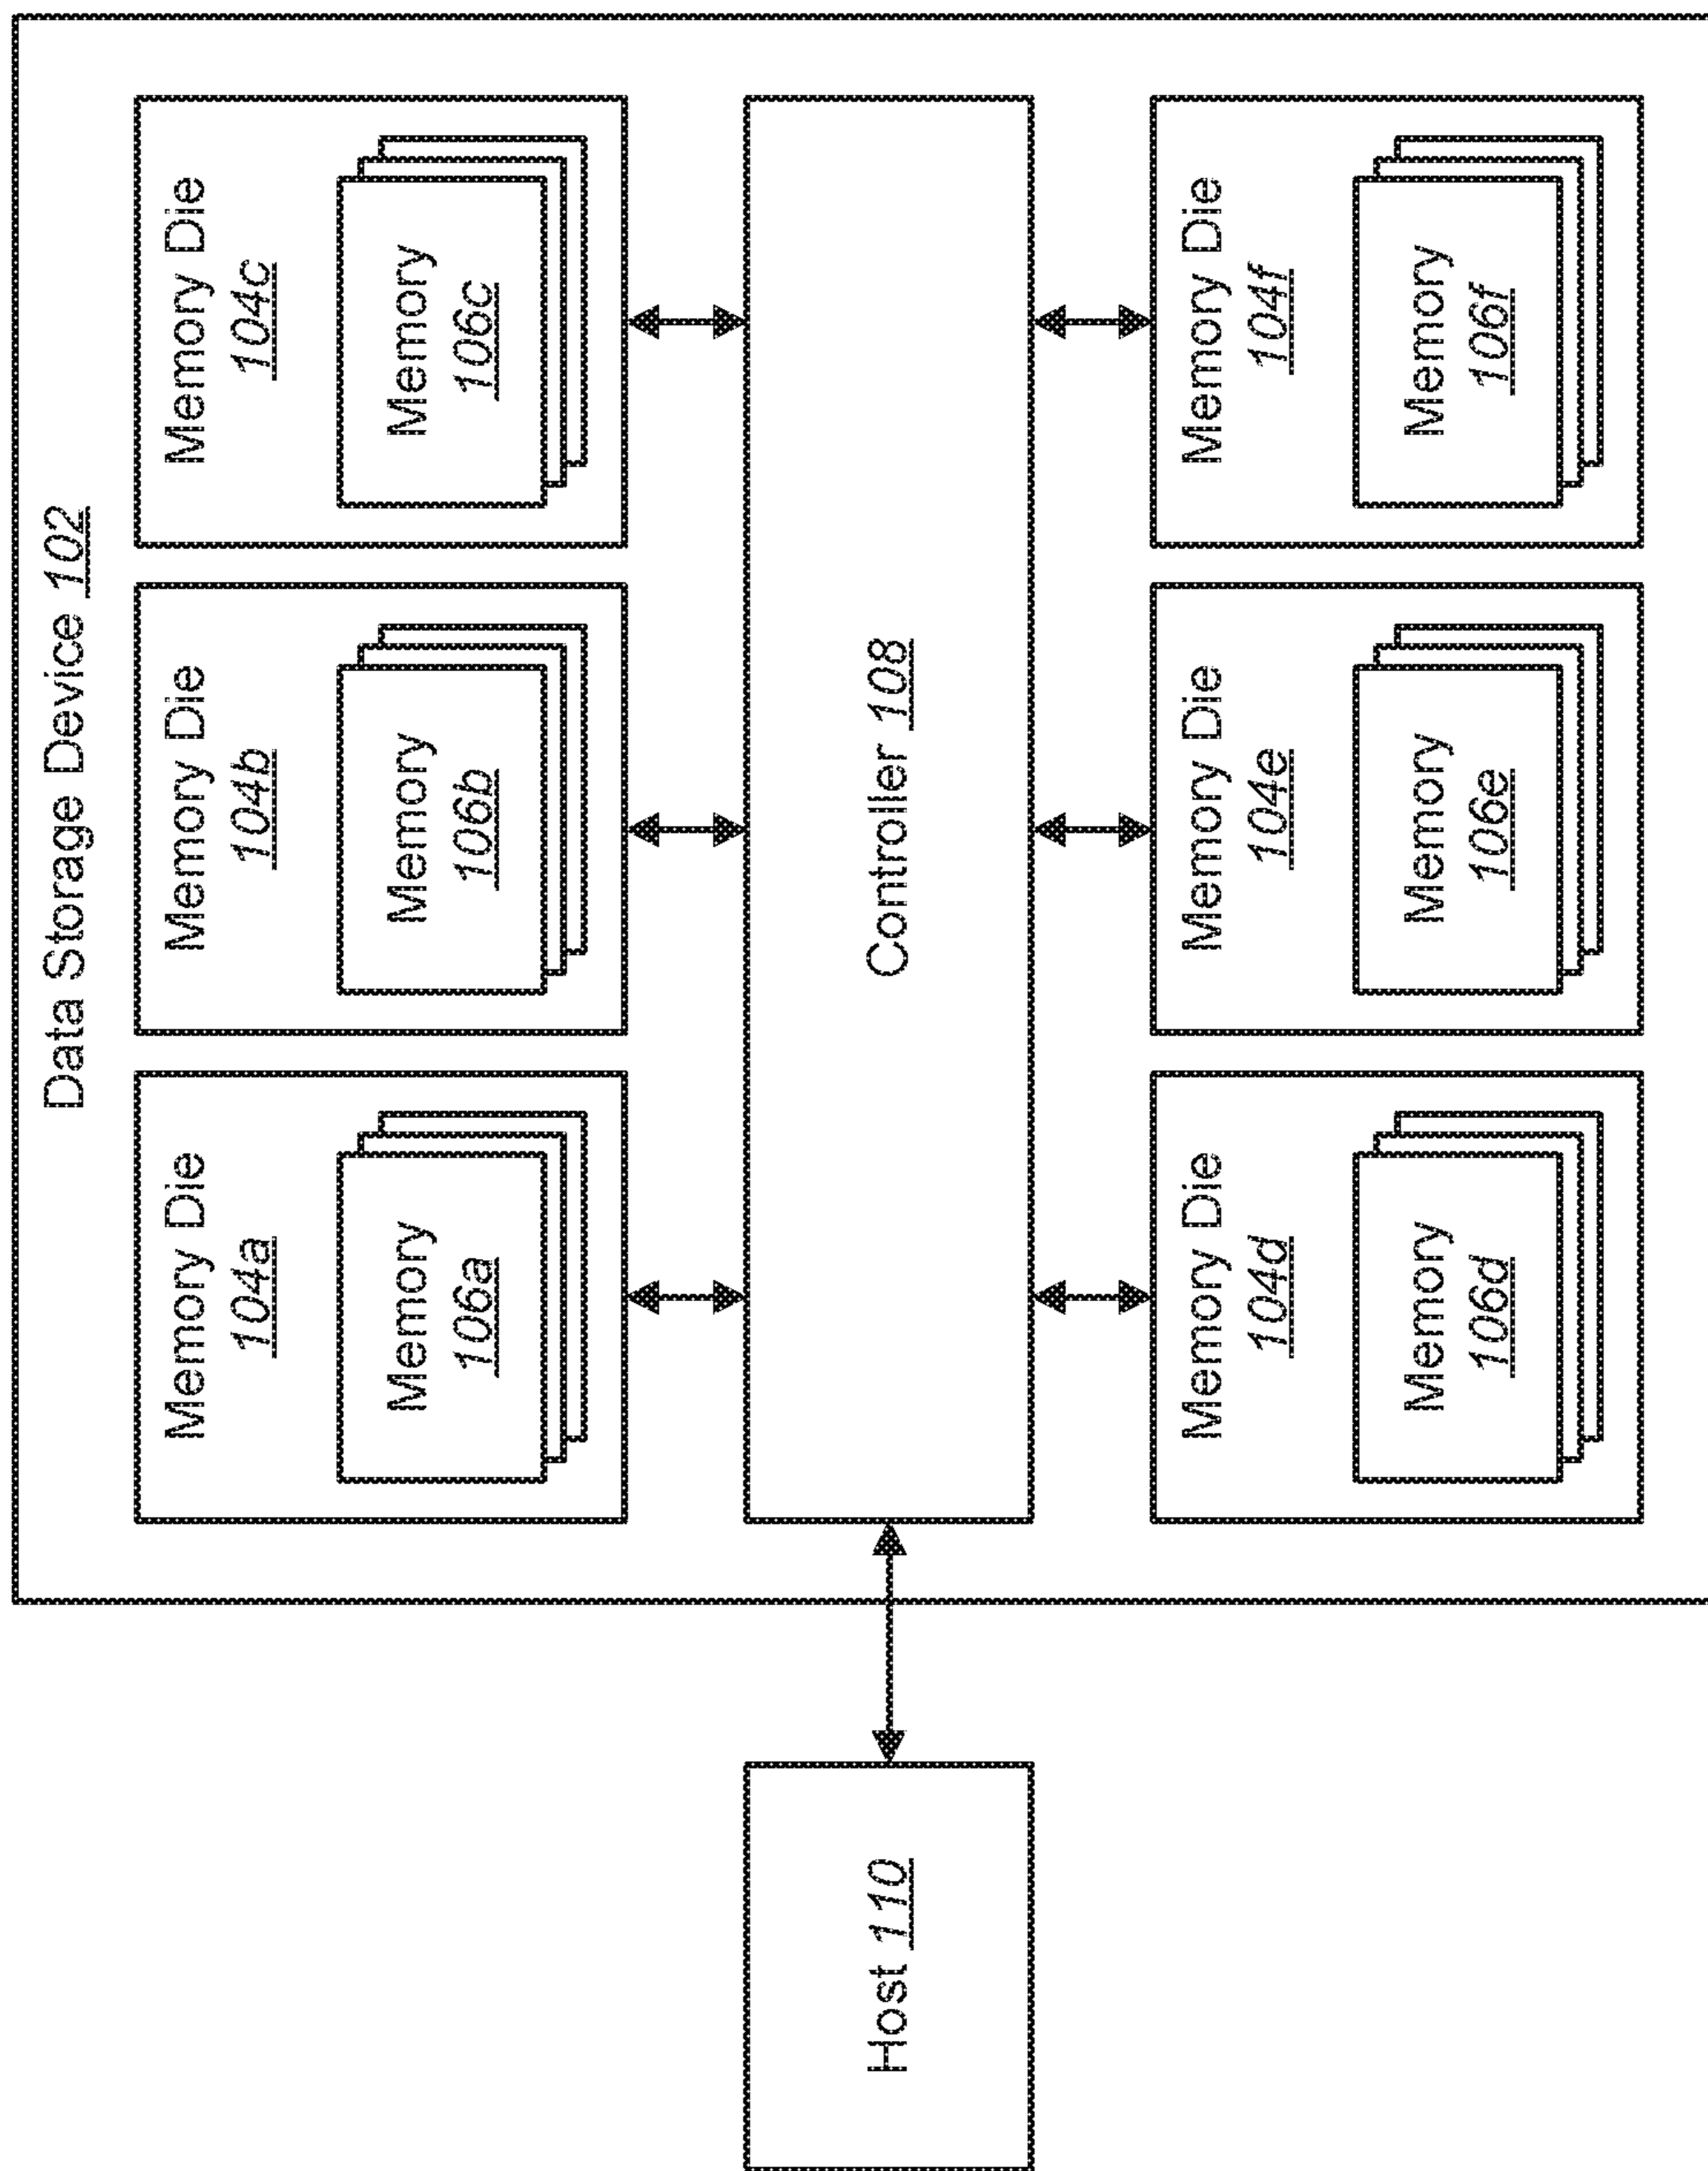 Data Storage Device 102
Memory Die
104a
Memory
106a
Memory Die
104b
Memory
106b
Memory Die
104c
Memory
106c
Host 110
Controller 108
Memory Die
104d
Memory
106d
Memory Die
104e
Memory
106e
Memory Die
104f
Memory
106f